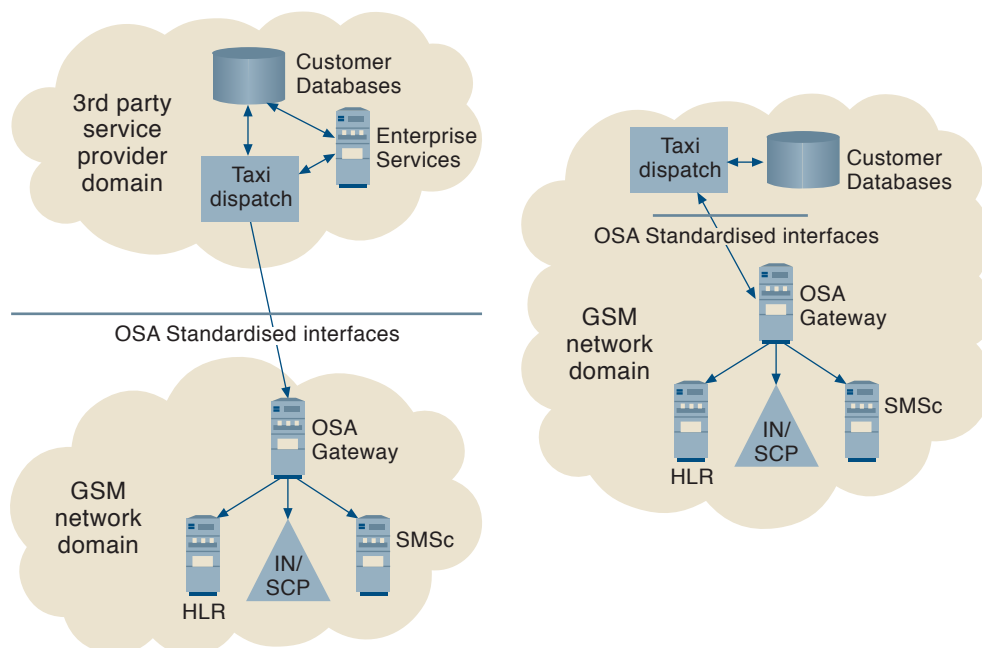 Customer
Databases
3rd party
service
provider
domain
Enterprise
Services
Taxi
dispatch
OSA Standardised interfaces
OSA
Gateway
GSM
network
domain
SMSc
IN/
SCP
HLR
Taxi
dispatch
Customer
Databases
OSA Standardised interfaces
OSA
Gateway
GSM
network
domain
SMSc
IN/
SCP
HLR